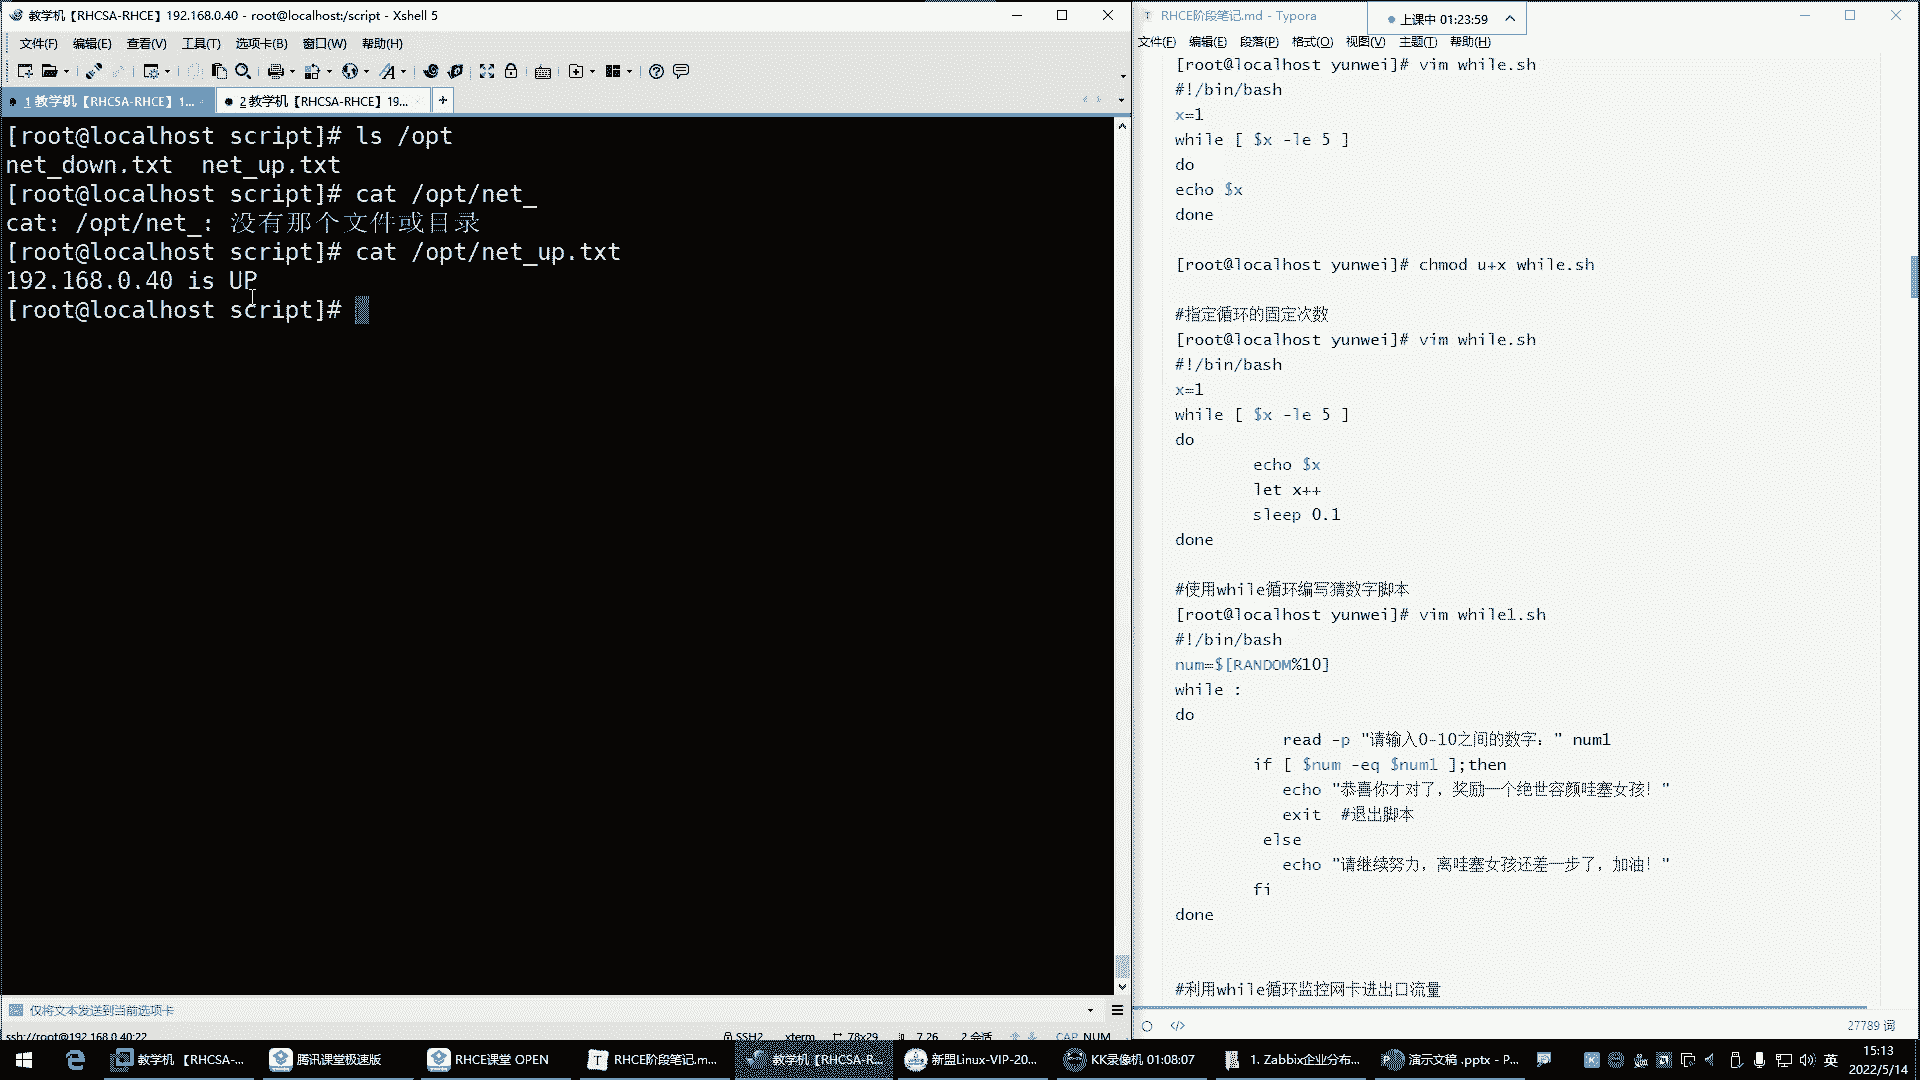 教学机【RHCSA-RHCE】192.168.0.40 - root@localhost:/script - Xshell 5
文件(F) 编辑(E) 查看(V) 工具(T) 选项卡(B) 窗口(W) 帮助(H)
1 教学机【RHCSA-RHCE】1...
2 教学机【RHCSA-RHCE】19...
[root@localhost script]# ls /opt
net_down.txt  net_up.txt
[root@localhost script]# cat /opt/net_
cat: /opt/net_: 没有那个文件或目录
[root@localhost script]# cat /opt/net_up.txt
192.168.0.40 is UP
[root@localhost script]#
仅将文本发送到当前选项卡
ssh://root@192.168.0.40:22
SSH2 xterm 78x29 7,26 2 会话 CAP NUM
RHCE阶段笔记.md - Typora
上课中 01:23:59
文件(F) 编辑(E) 段落(P) 格式(O) 视图(V) 主题(T) 帮助(H)
[root@localhost yunwei]# vim while.sh
#!/bin/bash
x=1
while [ $x -le 5 ]
do
echo $x
done
[root@localhost yunwei]# chmod u+x while.sh
#指定循环的固定次数
[root@localhost yunwei]# vim while.sh
#!/bin/bash
x=1
while [ $x -le 5 ]
do
echo $x
let x++
sleep 0.1
done
#使用while循环编写猜数字脚本
[root@localhost yunwei]# vim while1.sh
#!/bin/bash
num=$[RANDOM%10]
while :
do
read -p "请输入0-10之间的数字：" num1
if [ $num -eq $num1 ];then
echo "恭喜你才对了，奖励一个绝世容颜哇塞女孩！"
exit  #退出脚本
else
echo "请继续努力，离哇塞女孩还差一步了，加油！"
fi
done
#利用while循环监控网卡进出口流量
27789 词
教学机 【RHCSA-...
腾讯课堂极速版
RHCE课堂 OPEN
RHCE阶段笔记.m...
教学机【RHCSA-R...
新盟Linux-VIP-20...
KK录像机 01:08:07
1. Zabbix企业分布...
演示文稿 .pptx - P...
英
15:13
2022/5/14